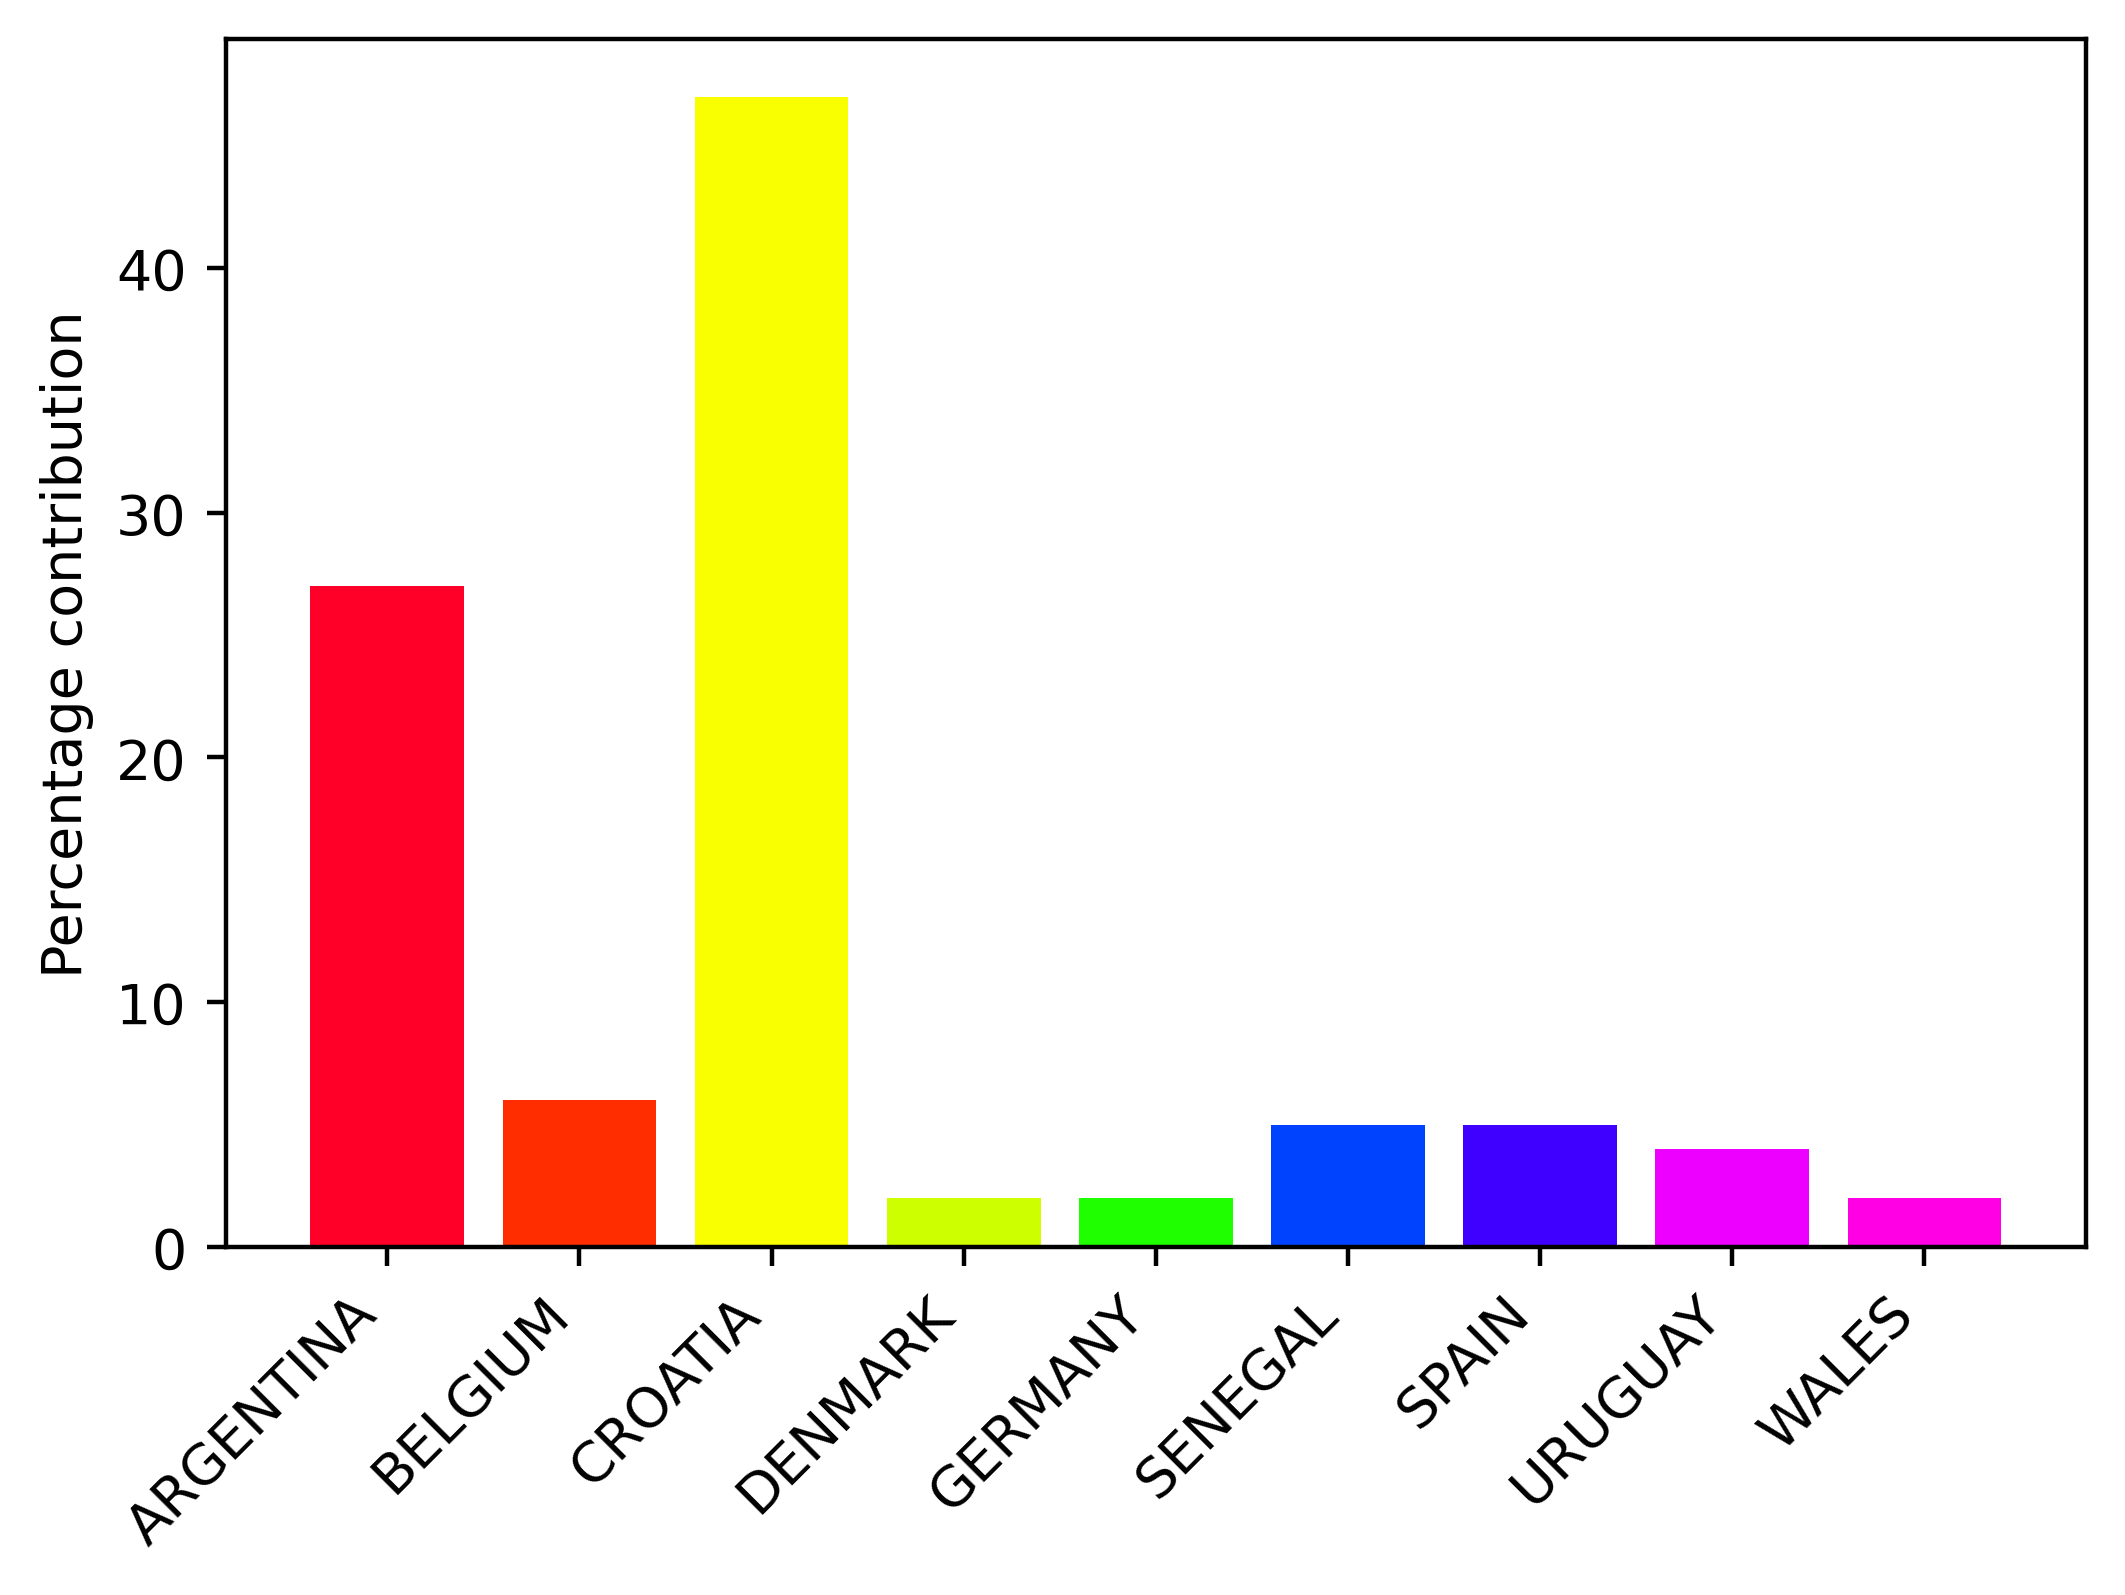 Percentage contribution
40
30
20
10
0
ARGENTINA
BELGIUM
CROATIA
DENMARK
GERMANY
SENEGAL
SPAIN
URUGUAY
WALES